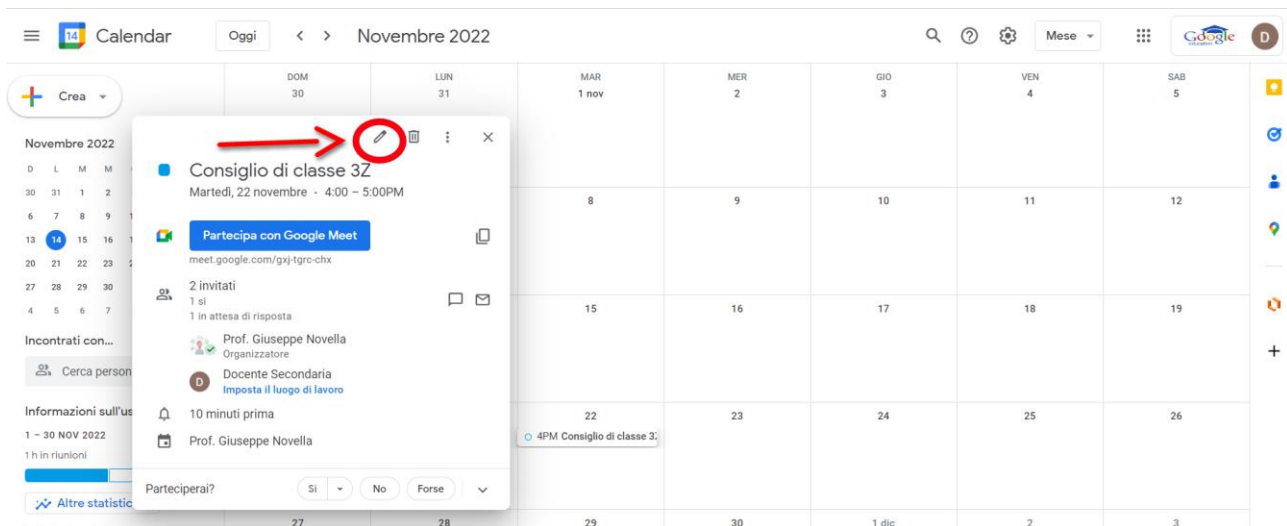 14 Calendar Oggi Novembre 2022 Mese Google D
Crea
DOM LUN MAR MER GIO VEN SAB
30 31 1 nov 2 3 4 5
Novembre 2022
D L M M
30 31 1 2
6 7 8 9
13 14 15 16
20 21 22 23
27 28 29 30
4 5 6 7
Incontrati con...
Cerca person
Informazioni sull'us
1 – 30 NOV 2022
1 h in riunioni
Altre statistic
Consiglio di classe 3Z
Martedì, 22 novembre · 4:00 – 5:00PM
Partecipa con Google Meet
meet.google.com/gxj-tgrc-chx
2 invitati
1 sì
1 in attesa di risposta
Prof. Giuseppe Novella
Organizzatore
D Docente Secondaria
Imposta il luogo di lavoro
10 minuti prima
Prof. Giuseppe Novella
Parteciperai? Sì No Forse
8 9 10 11 12
15 16 17 18 19
22 23 24 25 26
4PM Consiglio di classe 3Z
27 28 29 30 1 dic 2 3